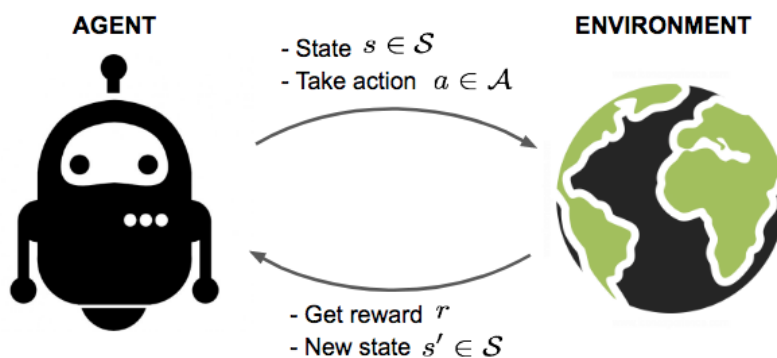 AGENT
ENVIRONMENT
- State s ∈ 𝒮
- Take action a ∈ 𝒜
- Get reward r
- New state s′ ∈ 𝒮